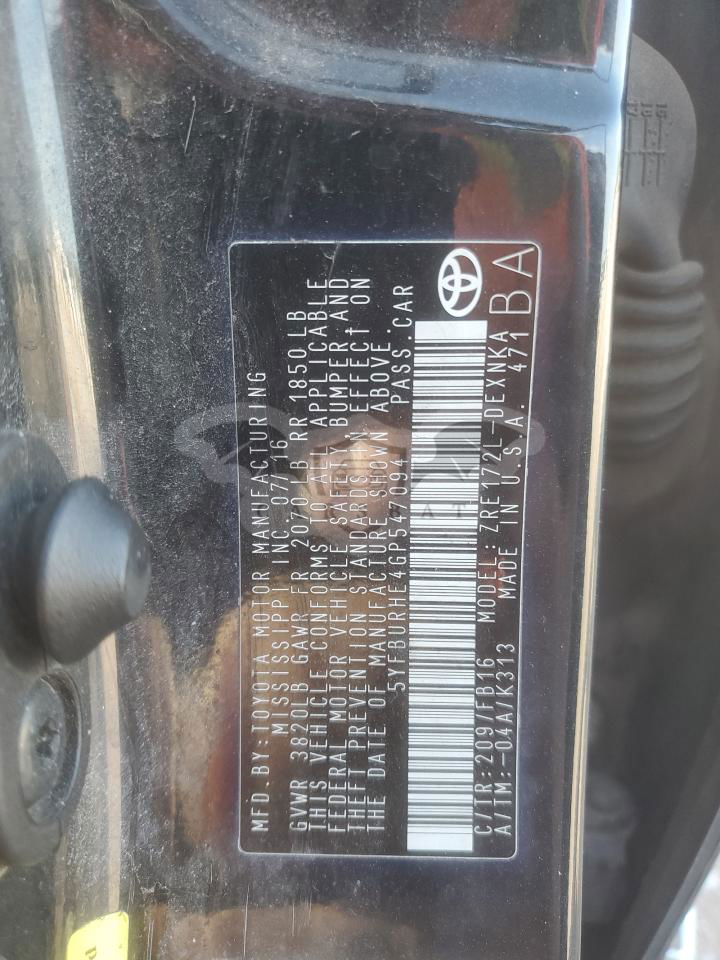 MFD.BY:TOYOTA MOTOR MANUFACTURING
MISSISSIPPI INC. 07/16
GVWR 3820LB GAWR FR 2070LB RR 1850LB
THIS VEHICLE CONFORMS TO ALL APPLICABLE
FEDERAL MOTOR VEHICLE SAFETY, BUMPER AND
THEFT PREVENTION STANDARDS IN EFFECT ON
THE DATE OF MANUFACTURE SHOWN ABOVE.
PASS.CAR
C/TR:209/FB16 MODEL:ZRE172L-DEXNKA
A/TM:-04A/K313 MADE IN U.S.A. 471
BA